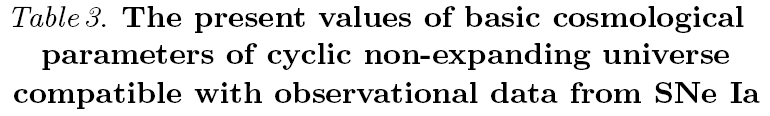 Table 3. The present values of basic cosmological
parameters of cyclic non-expanding universe
compatible with observational data from SNe Ia